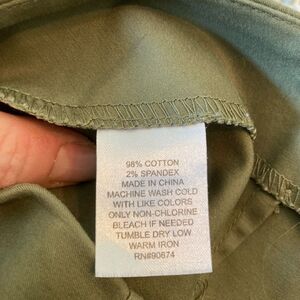 98% COTTON
2% SPANDEX
MADE IN CHINA
MACHINE WASH COLD
WITH LIKE COLORS
ONLY NON-CHLORINE
BLEACH IF NEEDED
TUMBLE DRY LOW
WARM IRON
RN#90674